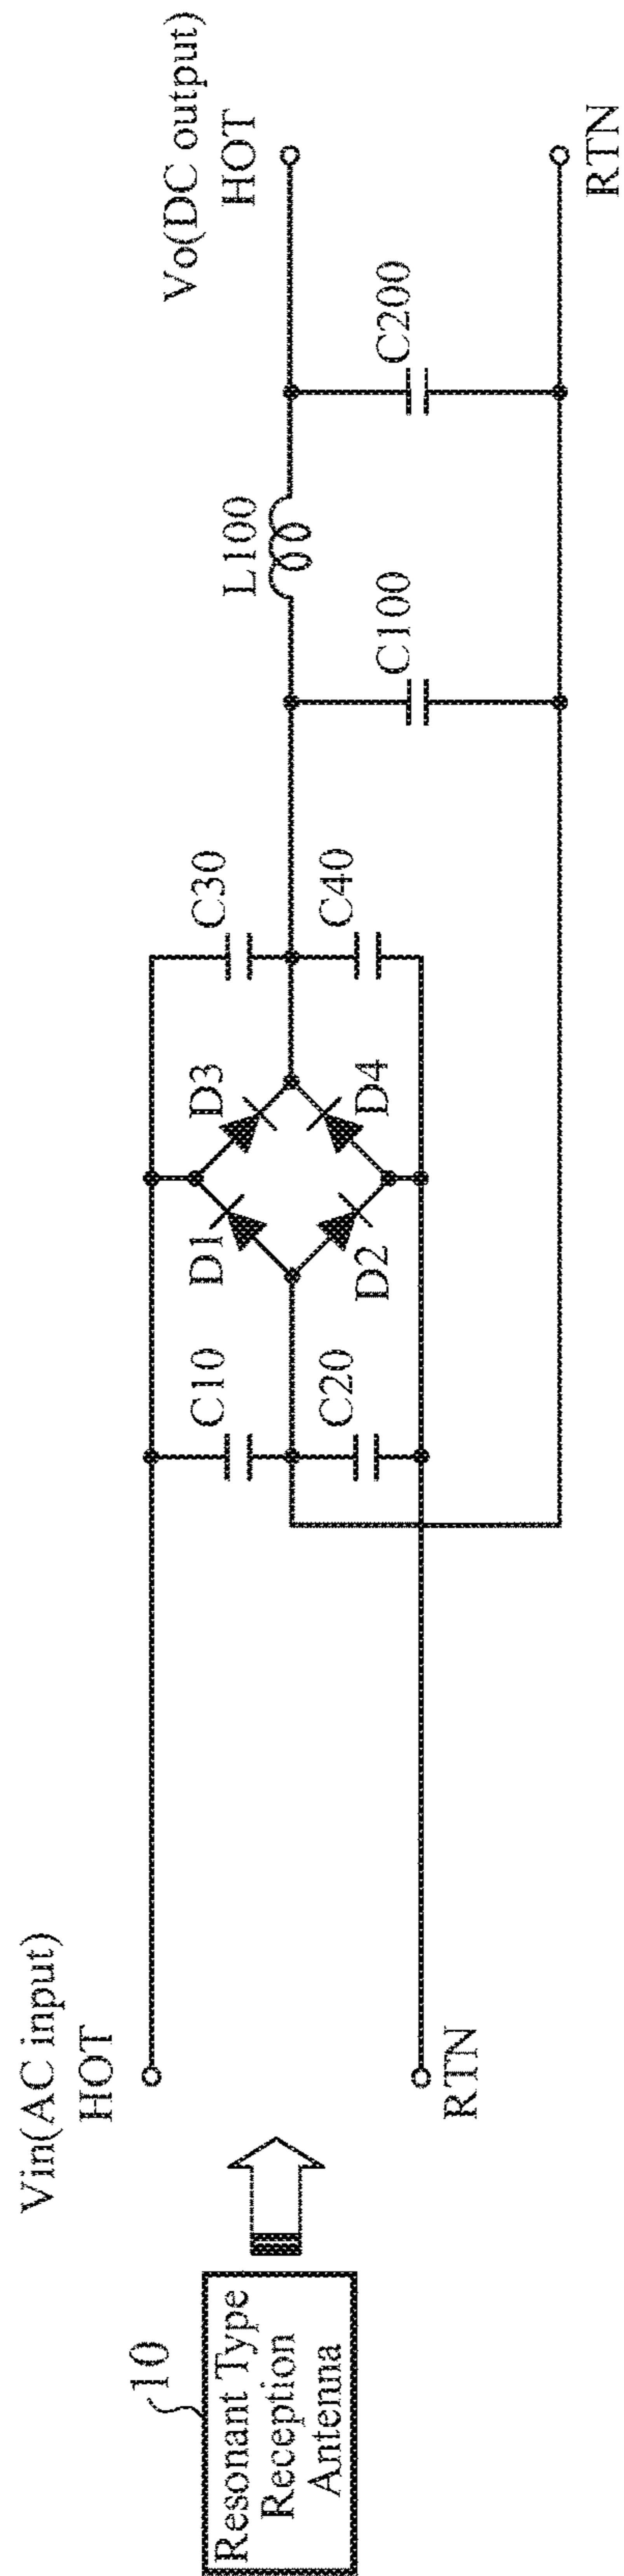 Vin(AC input)
HOT
RTN
10
Resonant Type
Reception
Antenna
C10
C20
D1
D2
D3
D4
C30
C40
C100
L100
C200
Vo(DC output)
HOT
RTN